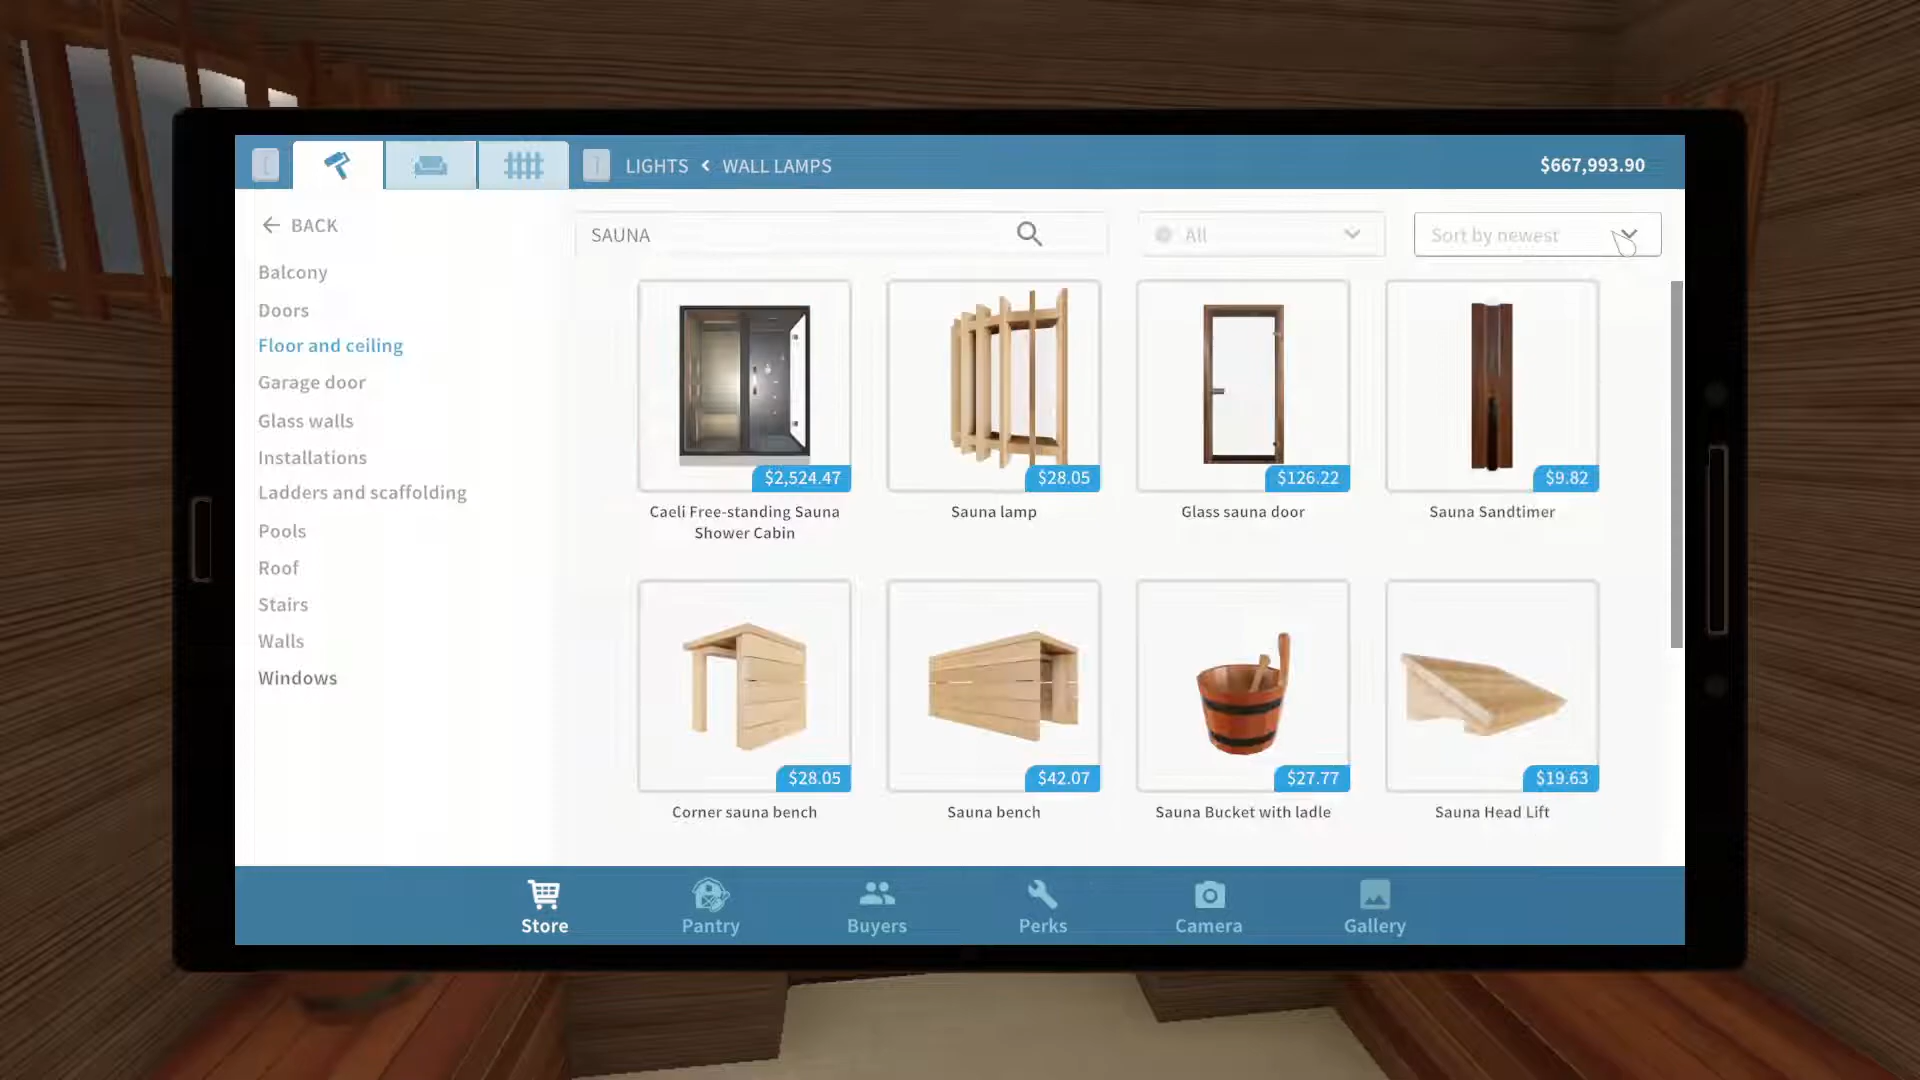 LIGHTS < WALL LAMPS
$667,993.90
BACK
SAUNA
All
Sort by newest
Balcony
Doors
Floor and ceiling
Garage door
Glass walls
Installations
Ladders and scaffolding
Pools
Roof
Stairs
Walls
Windows
$2,524.47
Caeli Free-standing Sauna
Shower Cabin
$28.05
Sauna lamp
$126.22
Glass sauna door
$9.82
Sauna Sandtimer
$28.05
Corner sauna bench
$42.07
Sauna bench
$27.77
Sauna Bucket with ladle
$19.63
Sauna Head Lift
Store
Pantry
Buyers
Perks
Camera
Gallery